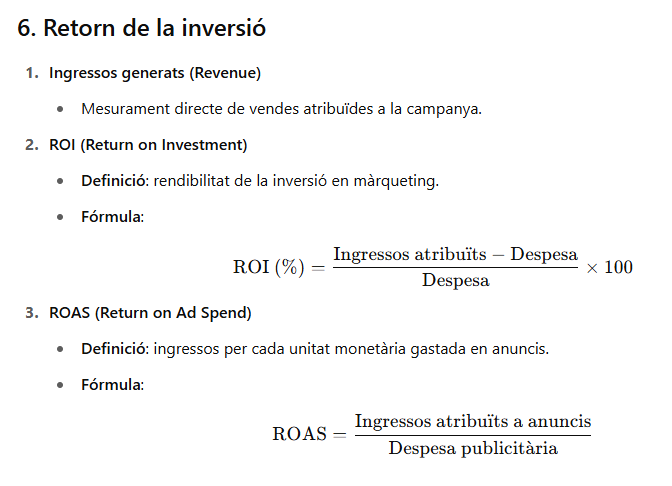 6. Retorn de la inversió
1. Ingressos generats (Revenue)
• Mesurament directe de vendes atribuïdes a la campanya.
2. ROI (Return on Investment)
• Definició: rendibilitat de la inversió en màrqueting.
• Fórmula:
ROI (%) = (Ingressos atribuïts − Despesa) / Despesa × 100
3. ROAS (Return on Ad Spend)
• Definició: ingressos per cada unitat monetària gastada en anuncis.
• Fórmula:
ROAS = Ingressos atribuïts a anuncis / Despesa publicitària